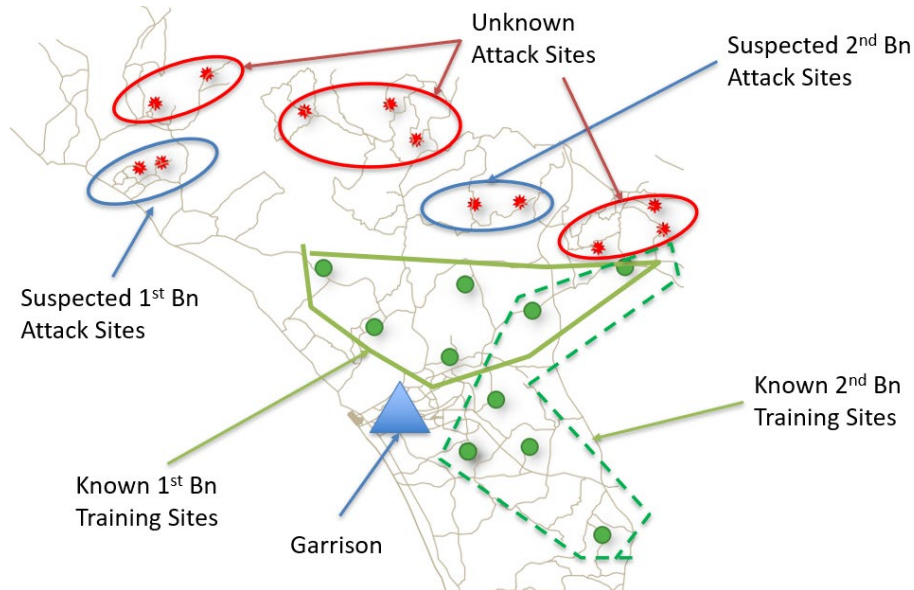 Unknown
Attack Sites
Suspected 2nd Bn
Attack Sites
Suspected 1st Bn
Attack Sites
Known 2nd Bn
Training Sites
Known 1st Bn
Training Sites
Garrison